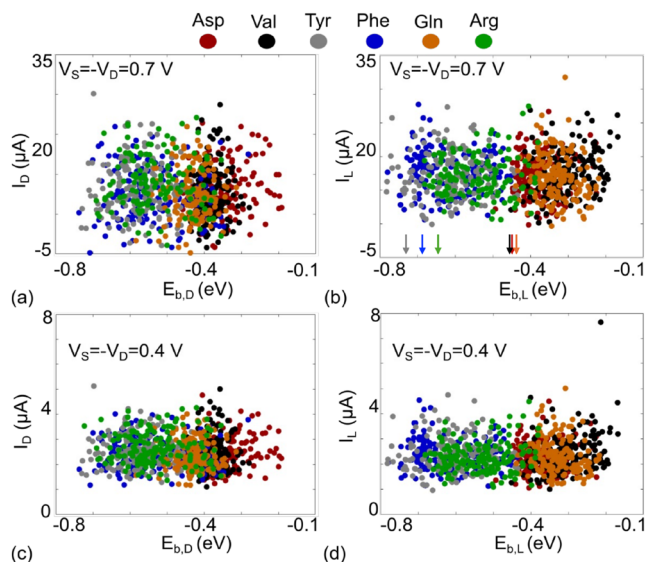 Asp Val Tyr Phe Gln Arg
35
V_S=-V_D=0.7 V
20
I_D (µA)
-5
-0.8 -0.4 -0.1
(a) E_b,D (eV)
35
V_S=-V_D=0.7 V
20
I_L (µA)
-5
-0.8 -0.4 -0.1
(b) E_b,L (eV)
8
V_S=-V_D=0.4 V
4
I_D (µA)
0
-0.8 -0.4 -0.1
(c) E_b,D (eV)
8
V_S=-V_D=0.4 V
4
I_L (µA)
0
-0.8 -0.4 -0.1
(d) E_b,L (eV)